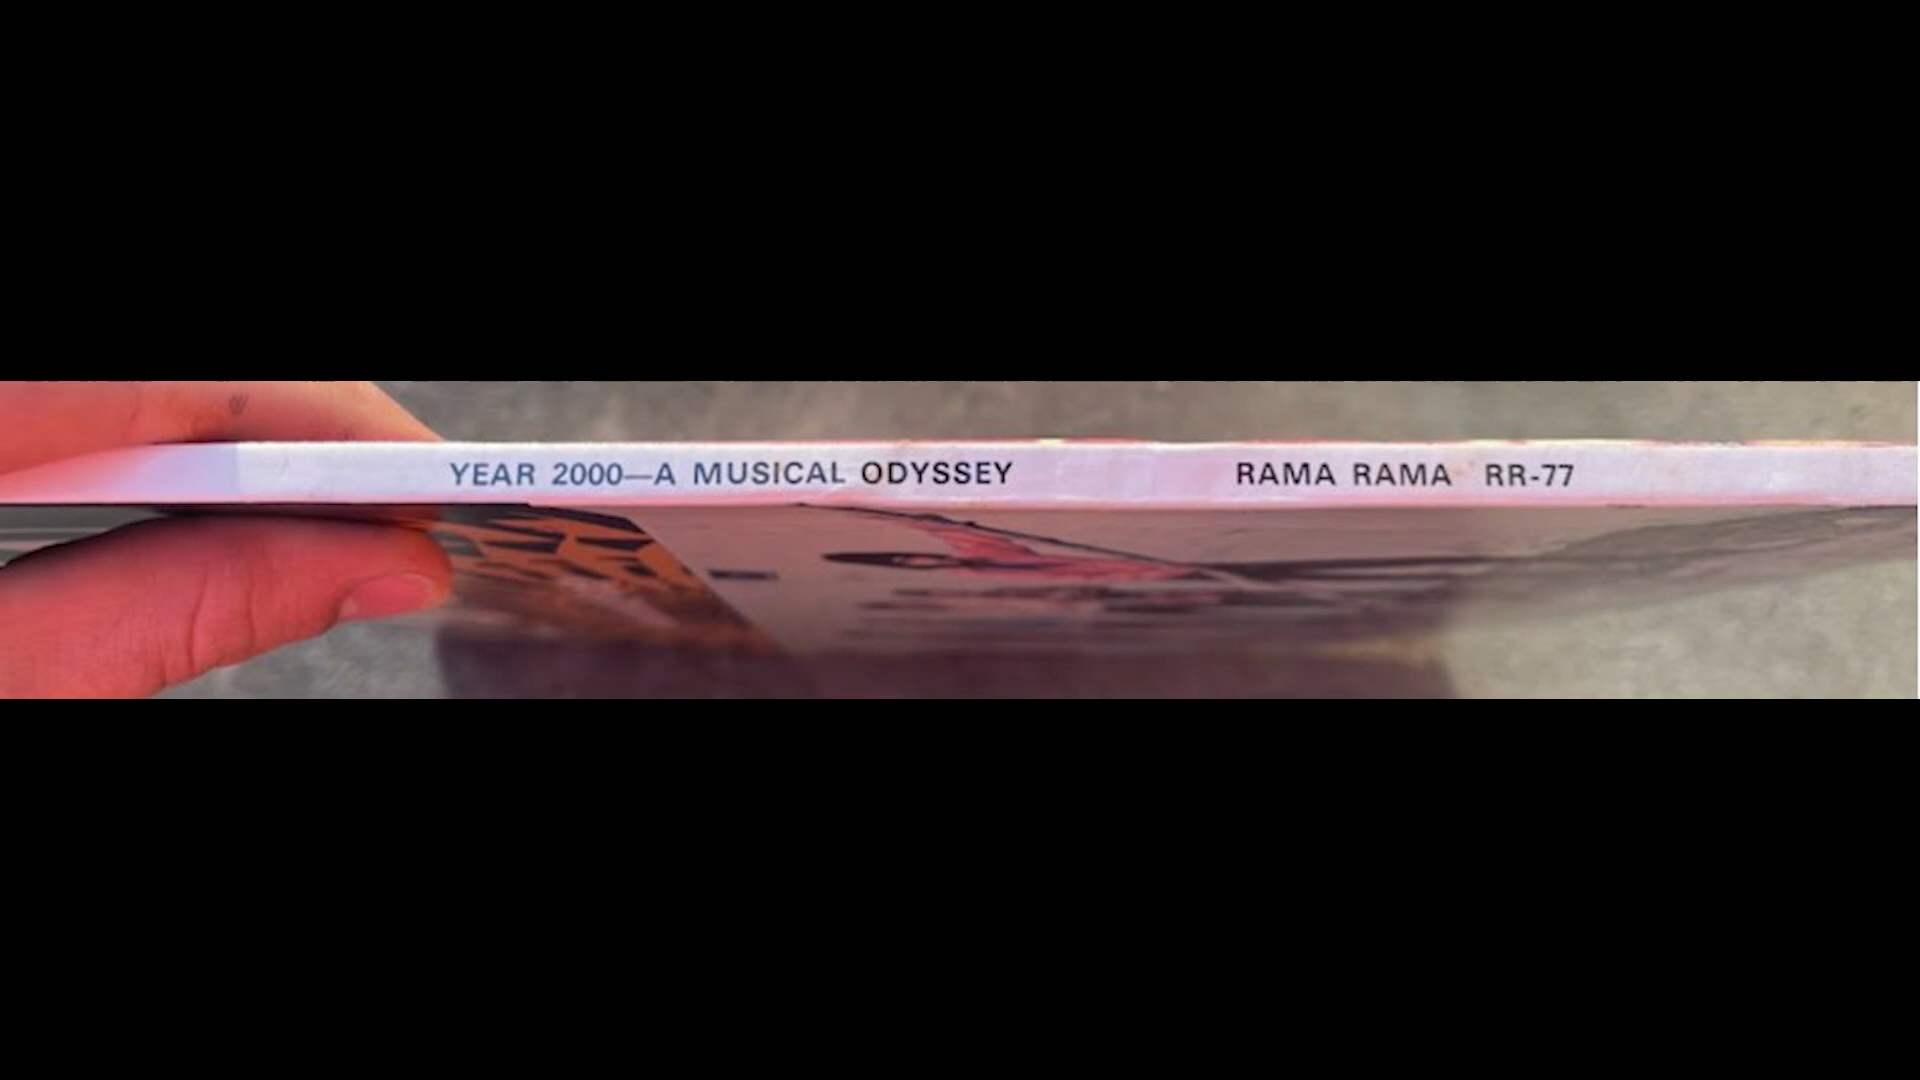 YEAR 2000—A MUSICAL ODYSSEY RAMA RAMA RR-77